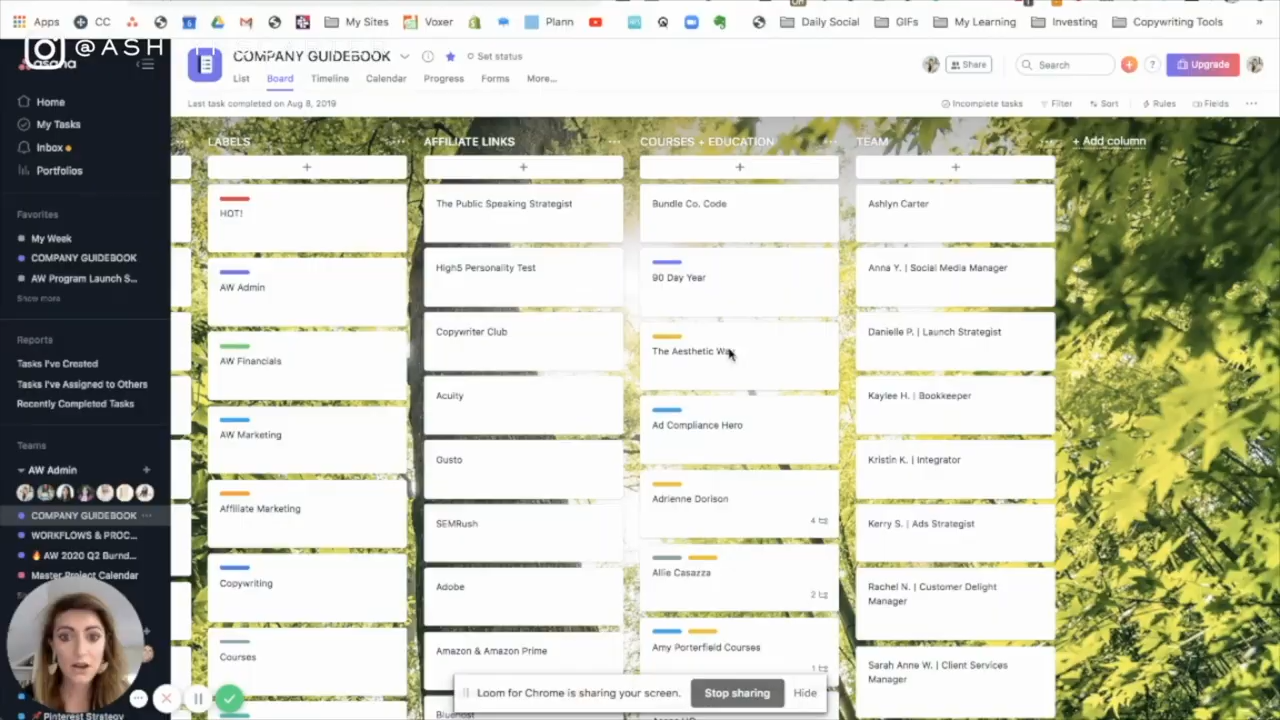 Apps
CC
My Sites
Voxer
Plann
Daily Social
GIFs
My Learning
Investing
Copywriting Tools
»
@ASH
asana
COMPANY GUIDEBOOK
Set status
Share
Search
?
Upgrade
List
Board
Timeline
Calendar
Progress
Forms
More...
Last task completed on Aug 8, 2019
Incomplete tasks
Filter
Sort
Rules
Fields
Home
My Tasks
Inbox
Portfolios
Favorites
My Week
COMPANY GUIDEBOOK
AW Program Launch S...
Show more
Reports
Tasks I've Created
Tasks I've Assigned to Others
Recently Completed Tasks
Teams
AW Admin
COMPANY GUIDEBOOK
WORKFLOWS & PROC...
AW 2020 Q2 Burnd...
Master Project Calendar
Pinterest Strategy
LABELS
HOT!
AW Admin
AW Financials
AW Marketing
Affiliate Marketing
Copywriting
Courses
AFFILIATE LINKS
The Public Speaking Strategist
High5 Personality Test
Copywriter Club
Acuity
Gusto
SEMRush
Adobe
Amazon & Amazon Prime
Bluehost
COURSES + EDUCATION
Bundle Co. Code
90 Day Year
The Aesthetic Way
Ad Compliance Hero
Adrienne Dorison
4
Allie Casazza
2
Amy Porterfield Courses
1
TEAM
Ashlyn Carter
Anna Y. | Social Media Manager
Danielle P. | Launch Strategist
Kaylee H. | Bookkeeper
Kristin K. | Integrator
Kerry S. | Ads Strategist
Rachel N. | Customer Delight
Manager
Sarah Anne W. | Client Services
Manager
+ Add column
Loom for Chrome is sharing your screen.
Stop sharing
Hide